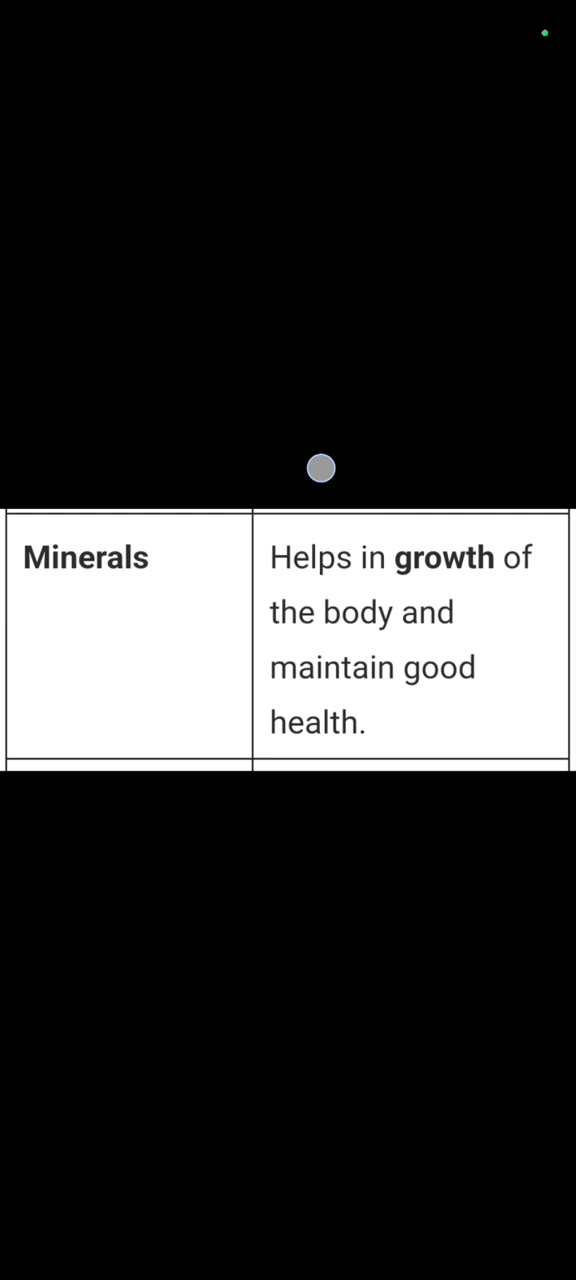 Minerals
Helps in growth of
the body and
maintain good
health.